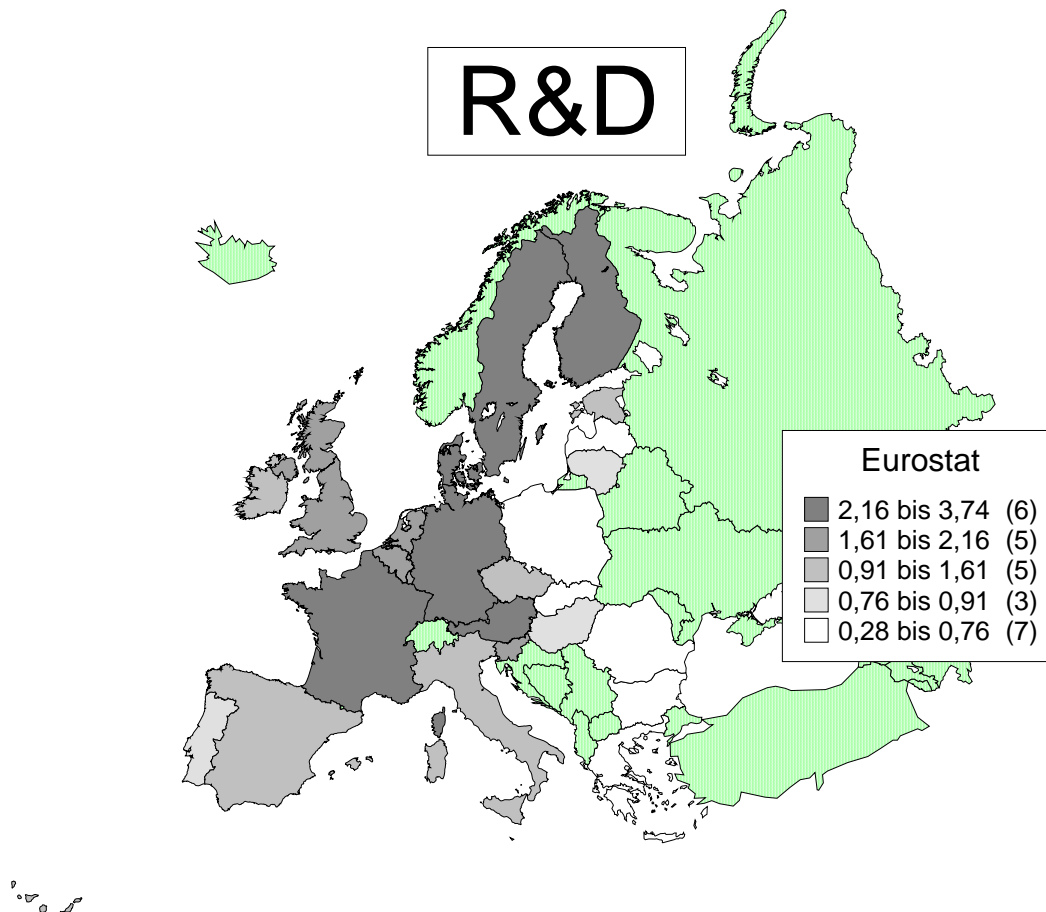 R&D
Eurostat
2,16 bis 3,74 (6)
1,61 bis 2,16 (5)
0,91 bis 1,61 (5)
0,76 bis 0,91 (3)
0,28 bis 0,76 (7)